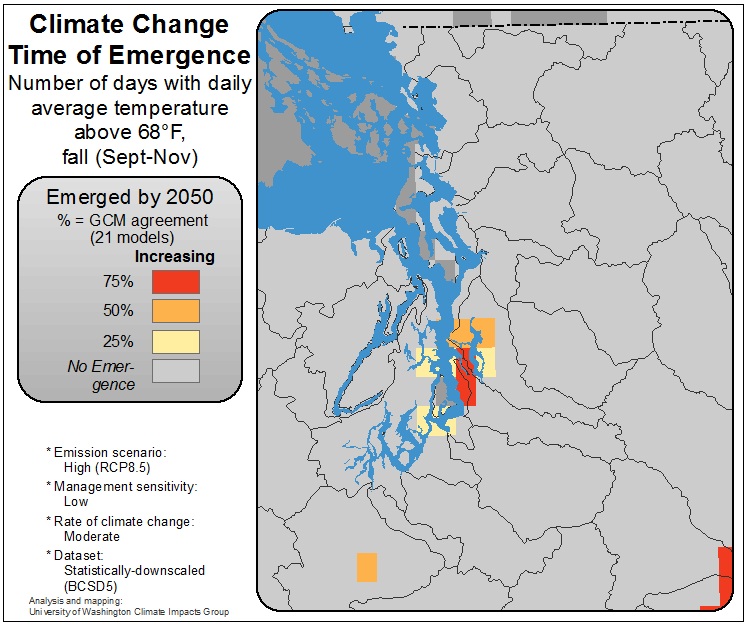 Climate Change
Time of Emergence
Number of days with daily
average temperature
above 68°F,
fall (Sept-Nov)
Emerged by 2050
% = GCM agreement
(21 models)
Increasing
75%
50%
25%
No Emer-
gence
* Emission scenario:
High (RCP8.5)
* Management sensitivity:
Low
* Rate of climate change:
Moderate
* Dataset:
Statistically-downscaled
(BCSD5)
Analysis and mapping:
University of Washington Climate Impacts Group